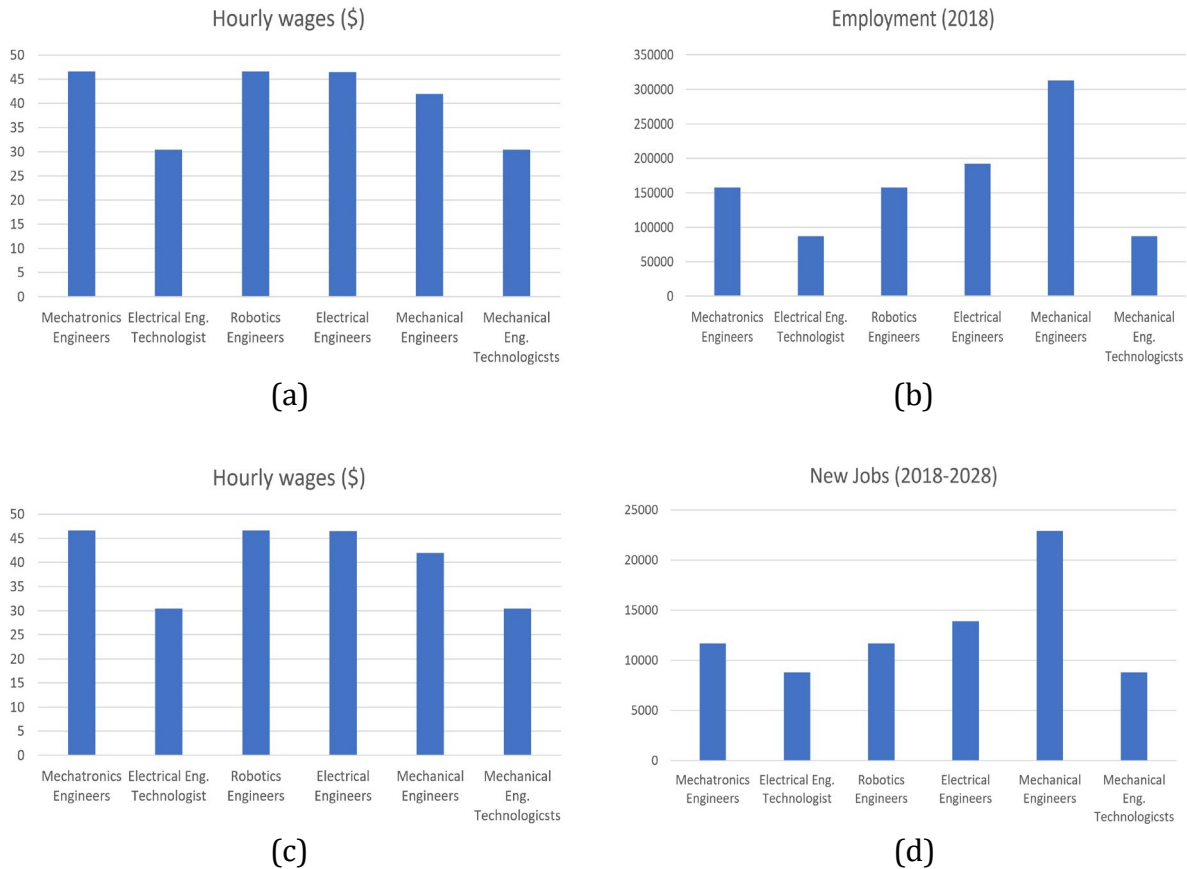 Hourly wages ($)
50
45
40
35
30
25
20
15
10
5
0
Mechatronics Engineers
Electrical Eng. Technologist
Robotics Engineers
Electrical Engineers
Mechanical Engineers
Mechanical Eng. Technologicsts
(a)
Employment (2018)
350000
300000
250000
200000
150000
100000
50000
0
Mechatronics Engineers
Electrical Eng. Technologist
Robotics Engineers
Electrical Engineers
Mechanical Engineers
Mechanical Eng. Technologicsts
(b)
Hourly wages ($)
50
45
40
35
30
25
20
15
10
5
0
Mechatronics Engineers
Electrical Eng. Technologist
Robotics Engineers
Electrical Engineers
Mechanical Engineers
Mechanical Eng. Technologicsts
(c)
New Jobs (2018-2028)
25000
20000
15000
10000
5000
0
Mechatronics Engineers
Electrical Eng. Technologist
Robotics Engineers
Electrical Engineers
Mechanical Engineers
Mechanical Eng. Technologicsts
(d)